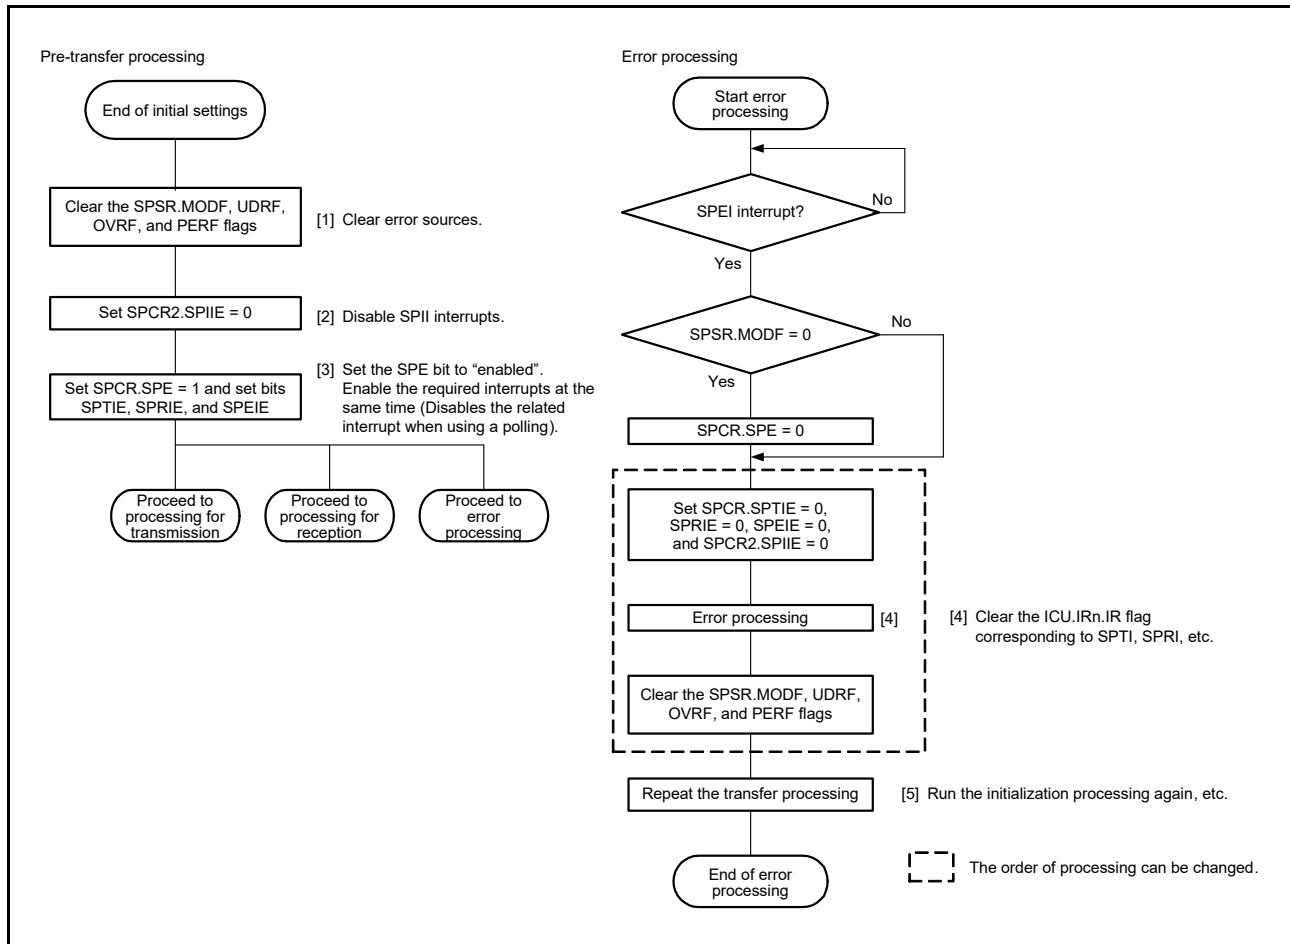 Pre-transfer processing
End of initial settings
Clear the SPSR.MODF, UDRF,
OVRF, and PERF flags
[1] Clear error sources.
Set SPCR2.SPIIE = 0
[2] Disable SPII interrupts.
Set SPCR.SPE = 1 and set bits
SPTIE, SPRIE, and SPEIE
[3] Set the SPE bit to “enabled”.
Enable the required interrupts at the
same time (Disables the related
interrupt when using a polling).
Proceed to
processing for
transmission
Proceed to
processing for
reception
Proceed to
error
processing
Error processing
Start error
processing
SPEI interrupt?
No
Yes
SPSR.MODF = 0
No
Yes
SPCR.SPE = 0
Set SPCR.SPTIE = 0,
SPRIE = 0, SPEIE = 0,
and SPCR2.SPIIE = 0
Error processing
[4]
[4] Clear the ICU.IRn.IR flag
corresponding to SPTI, SPRI, etc.
Clear the SPSR.MODF, UDRF,
OVRF, and PERF flags
Repeat the transfer processing
[5] Run the initialization processing again, etc.
End of error
processing
The order of processing can be changed.